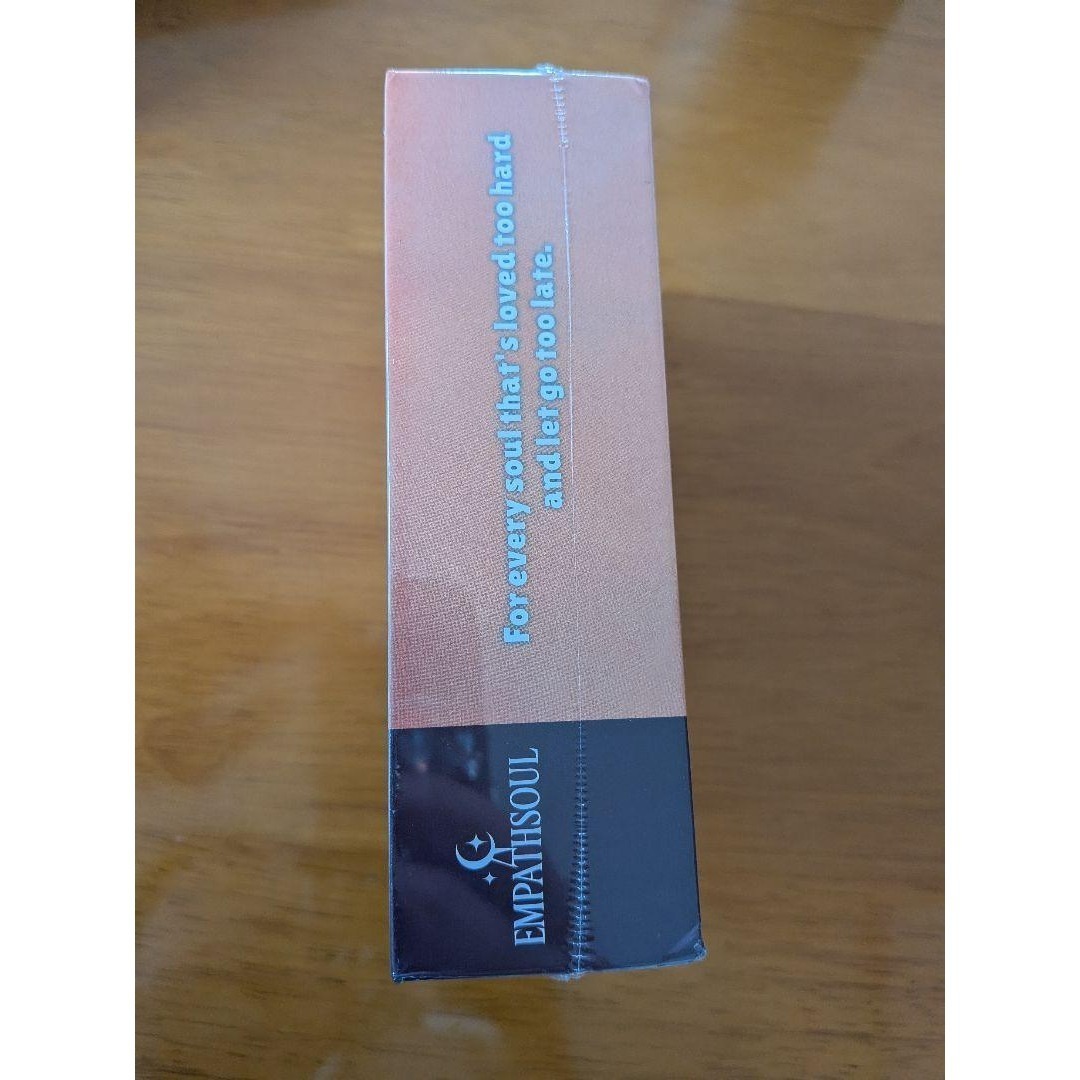 For every soul that's loved too hard
and let go too late.
EMPATHSOUL